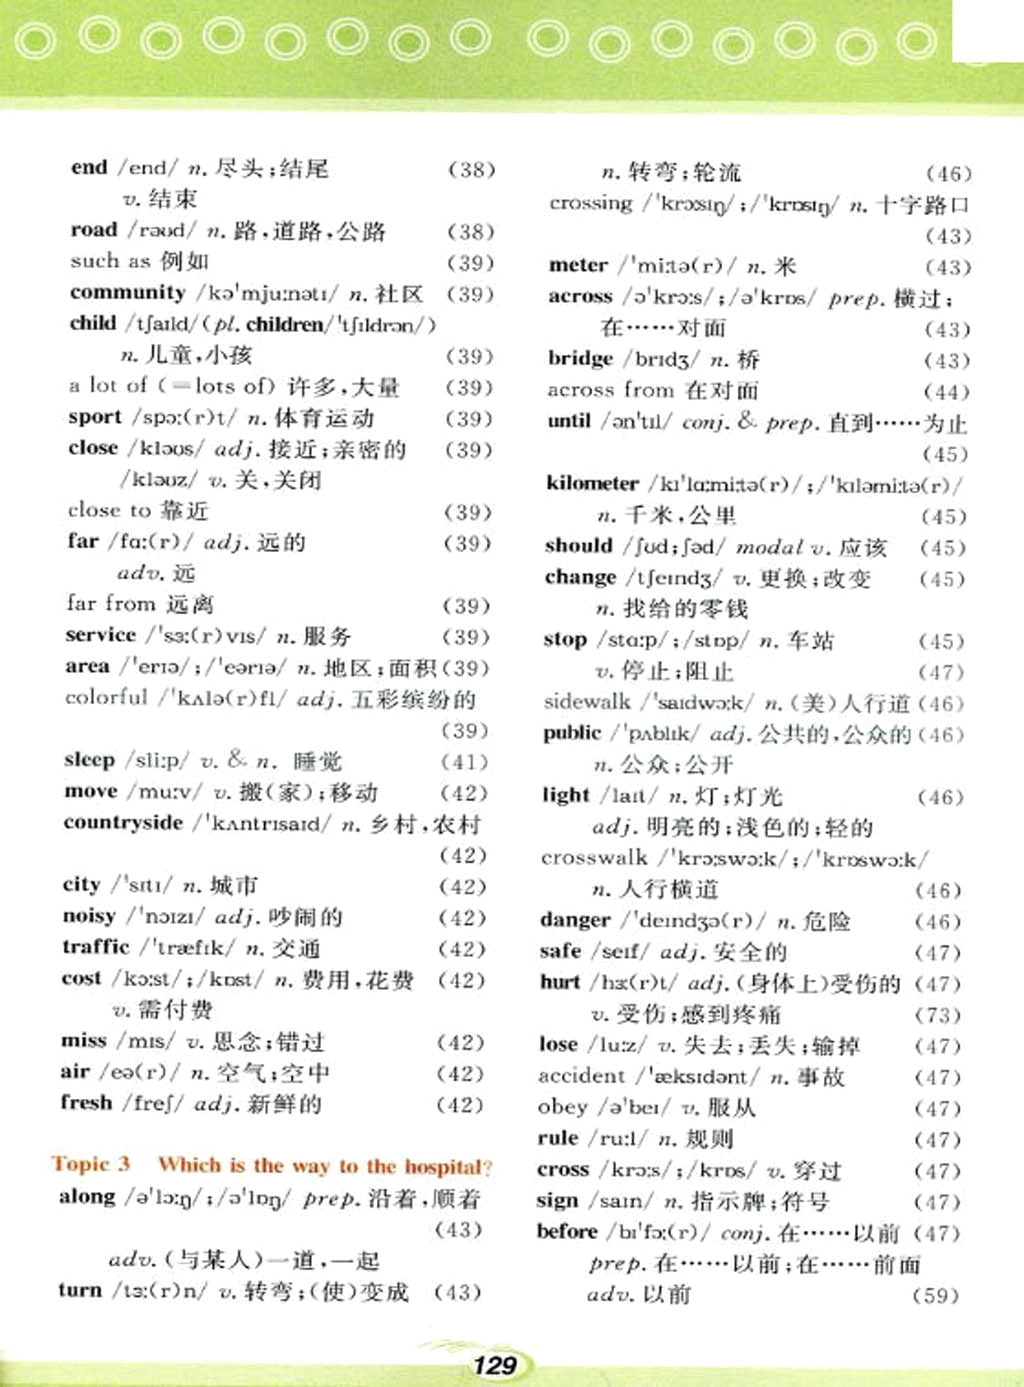 end /end/ n. 尽头;结尾 (38)
v. 结束
road /rəʊd/ n. 路,道路,公路 (38)
such as 例如 (39)
community /kə'mju:nətɪ/ n. 社区 (39)
child /tʃaɪld/(pl. children/'tʃɪldrən/)
n. 儿童,小孩 (39)
a lot of (=lots of) 许多,大量 (39)
sport /spɔ:(r)t/ n. 体育运动 (39)
close /kləʊs/ adj. 接近;亲密的 (39)
/kləʊz/ v. 关,关闭
close to 靠近 (39)
far /fɑ:(r)/ adj. 远的 (39)
adv. 远
far from 远离 (39)
service /'sɜ:(r)vɪs/ n. 服务 (39)
area /'erɪə/;/'eərɪə/ n. 地区;面积(39)
colorful /'kʌlə(r)fl/ adj. 五彩缤纷的
(39)
sleep /sli:p/ v. & n. 睡觉 (41)
move /mu:v/ v. 搬(家);移动 (42)
countryside /'kʌntrɪsaɪd/ n. 乡村,农村
(42)
city /'sɪtɪ/ n. 城市 (42)
noisy /'nɔɪzɪ/ adj. 吵闹的 (42)
traffic /'træfɪk/ n. 交通 (42)
cost /kɔ:st/;/kɒst/ n. 费用,花费 (42)
v. 需付费
miss /mɪs/ v. 思念;错过 (42)
air /eə(r)/ n. 空气;空中 (42)
fresh /freʃ/ adj. 新鲜的 (42)
Topic 3 Which is the way to the hospital?
along /ə'lɔ:ŋ/;/ə'lɒŋ/ prep. 沿着,顺着
(43)
adv. (与某人)一道,一起
turn /tɜ:(r)n/ v. 转弯;(使)变成 (43)
n. 转弯;轮流 (46)
crossing /'krɔ:sɪŋ/;/'krɒsɪŋ/ n. 十字路口
(43)
meter /'mi:tə(r)/ n. 米 (43)
across /ə'krɔ:s/;/ə'krɒs/ prep. 横过;
在……对面 (43)
bridge /brɪdʒ/ n. 桥 (43)
across from 在对面 (44)
until /ən'tɪl/ conj. & prep. 直到……为止
(45)
kilometer /kɪ'lɑ:mi:tə(r)/;/'kɪləmi:tə(r)/
n. 千米,公里 (45)
should /ʃʊd;ʃəd/ modal v. 应该 (45)
change /tʃeɪndʒ/ v. 更换;改变 (45)
n. 找给的零钱
stop /stɑ:p/;/stɒp/ n. 车站 (45)
v. 停止;阻止 (47)
sidewalk /'saɪdwɔ:k/ n. (美)人行道 (46)
public /'pʌblɪk/ adj. 公共的,公众的 (46)
n. 公众;公开
light /laɪt/ n. 灯;灯光 (46)
adj. 明亮的;浅色的;轻的
crosswalk /'krɔ:swɔ:k/;/'krɒswɔ:k/
n. 人行横道 (46)
danger /'deɪndʒə(r)/ n. 危险 (46)
safe /seɪf/ adj. 安全的 (47)
hurt /hɜ:(r)t/ adj. (身体上)受伤的 (47)
v. 受伤;感到疼痛 (73)
lose /lu:z/ v. 失去;丢失;输掉 (47)
accident /'æksɪdənt/ n. 事故 (47)
obey /ə'beɪ/ v. 服从 (47)
rule /ru:l/ n. 规则 (47)
cross /krɔ:s/;/krɒs/ v. 穿过 (47)
sign /saɪn/ n. 指示牌;符号 (47)
before /bɪ'fɔ:(r)/ conj. 在……以前 (47)
prep. 在……以前;在……前面
adv. 以前 (59)
129